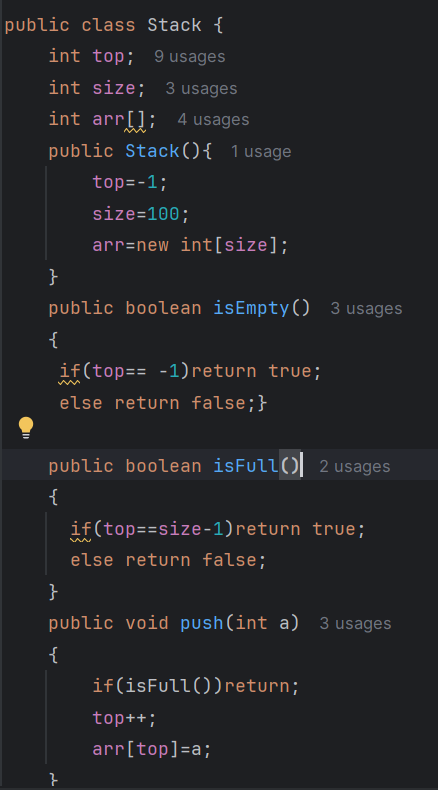 public class Stack {
    int top;  9 usages
    int size;  3 usages
    int arr[];  4 usages
    public Stack(){  1 usage
        top=-1;
        size=100;
        arr=new int[size];
    }
    public boolean isEmpty()  3 usages
    {
     if(top== -1)return true;
     else return false;}
    public boolean isFull()  2 usages
    {
      if(top==size-1)return true;
      else return false;
    }
    public void push(int a)  3 usages
    {
        if(isFull())return;
        top++;
        arr[top]=a;
    }